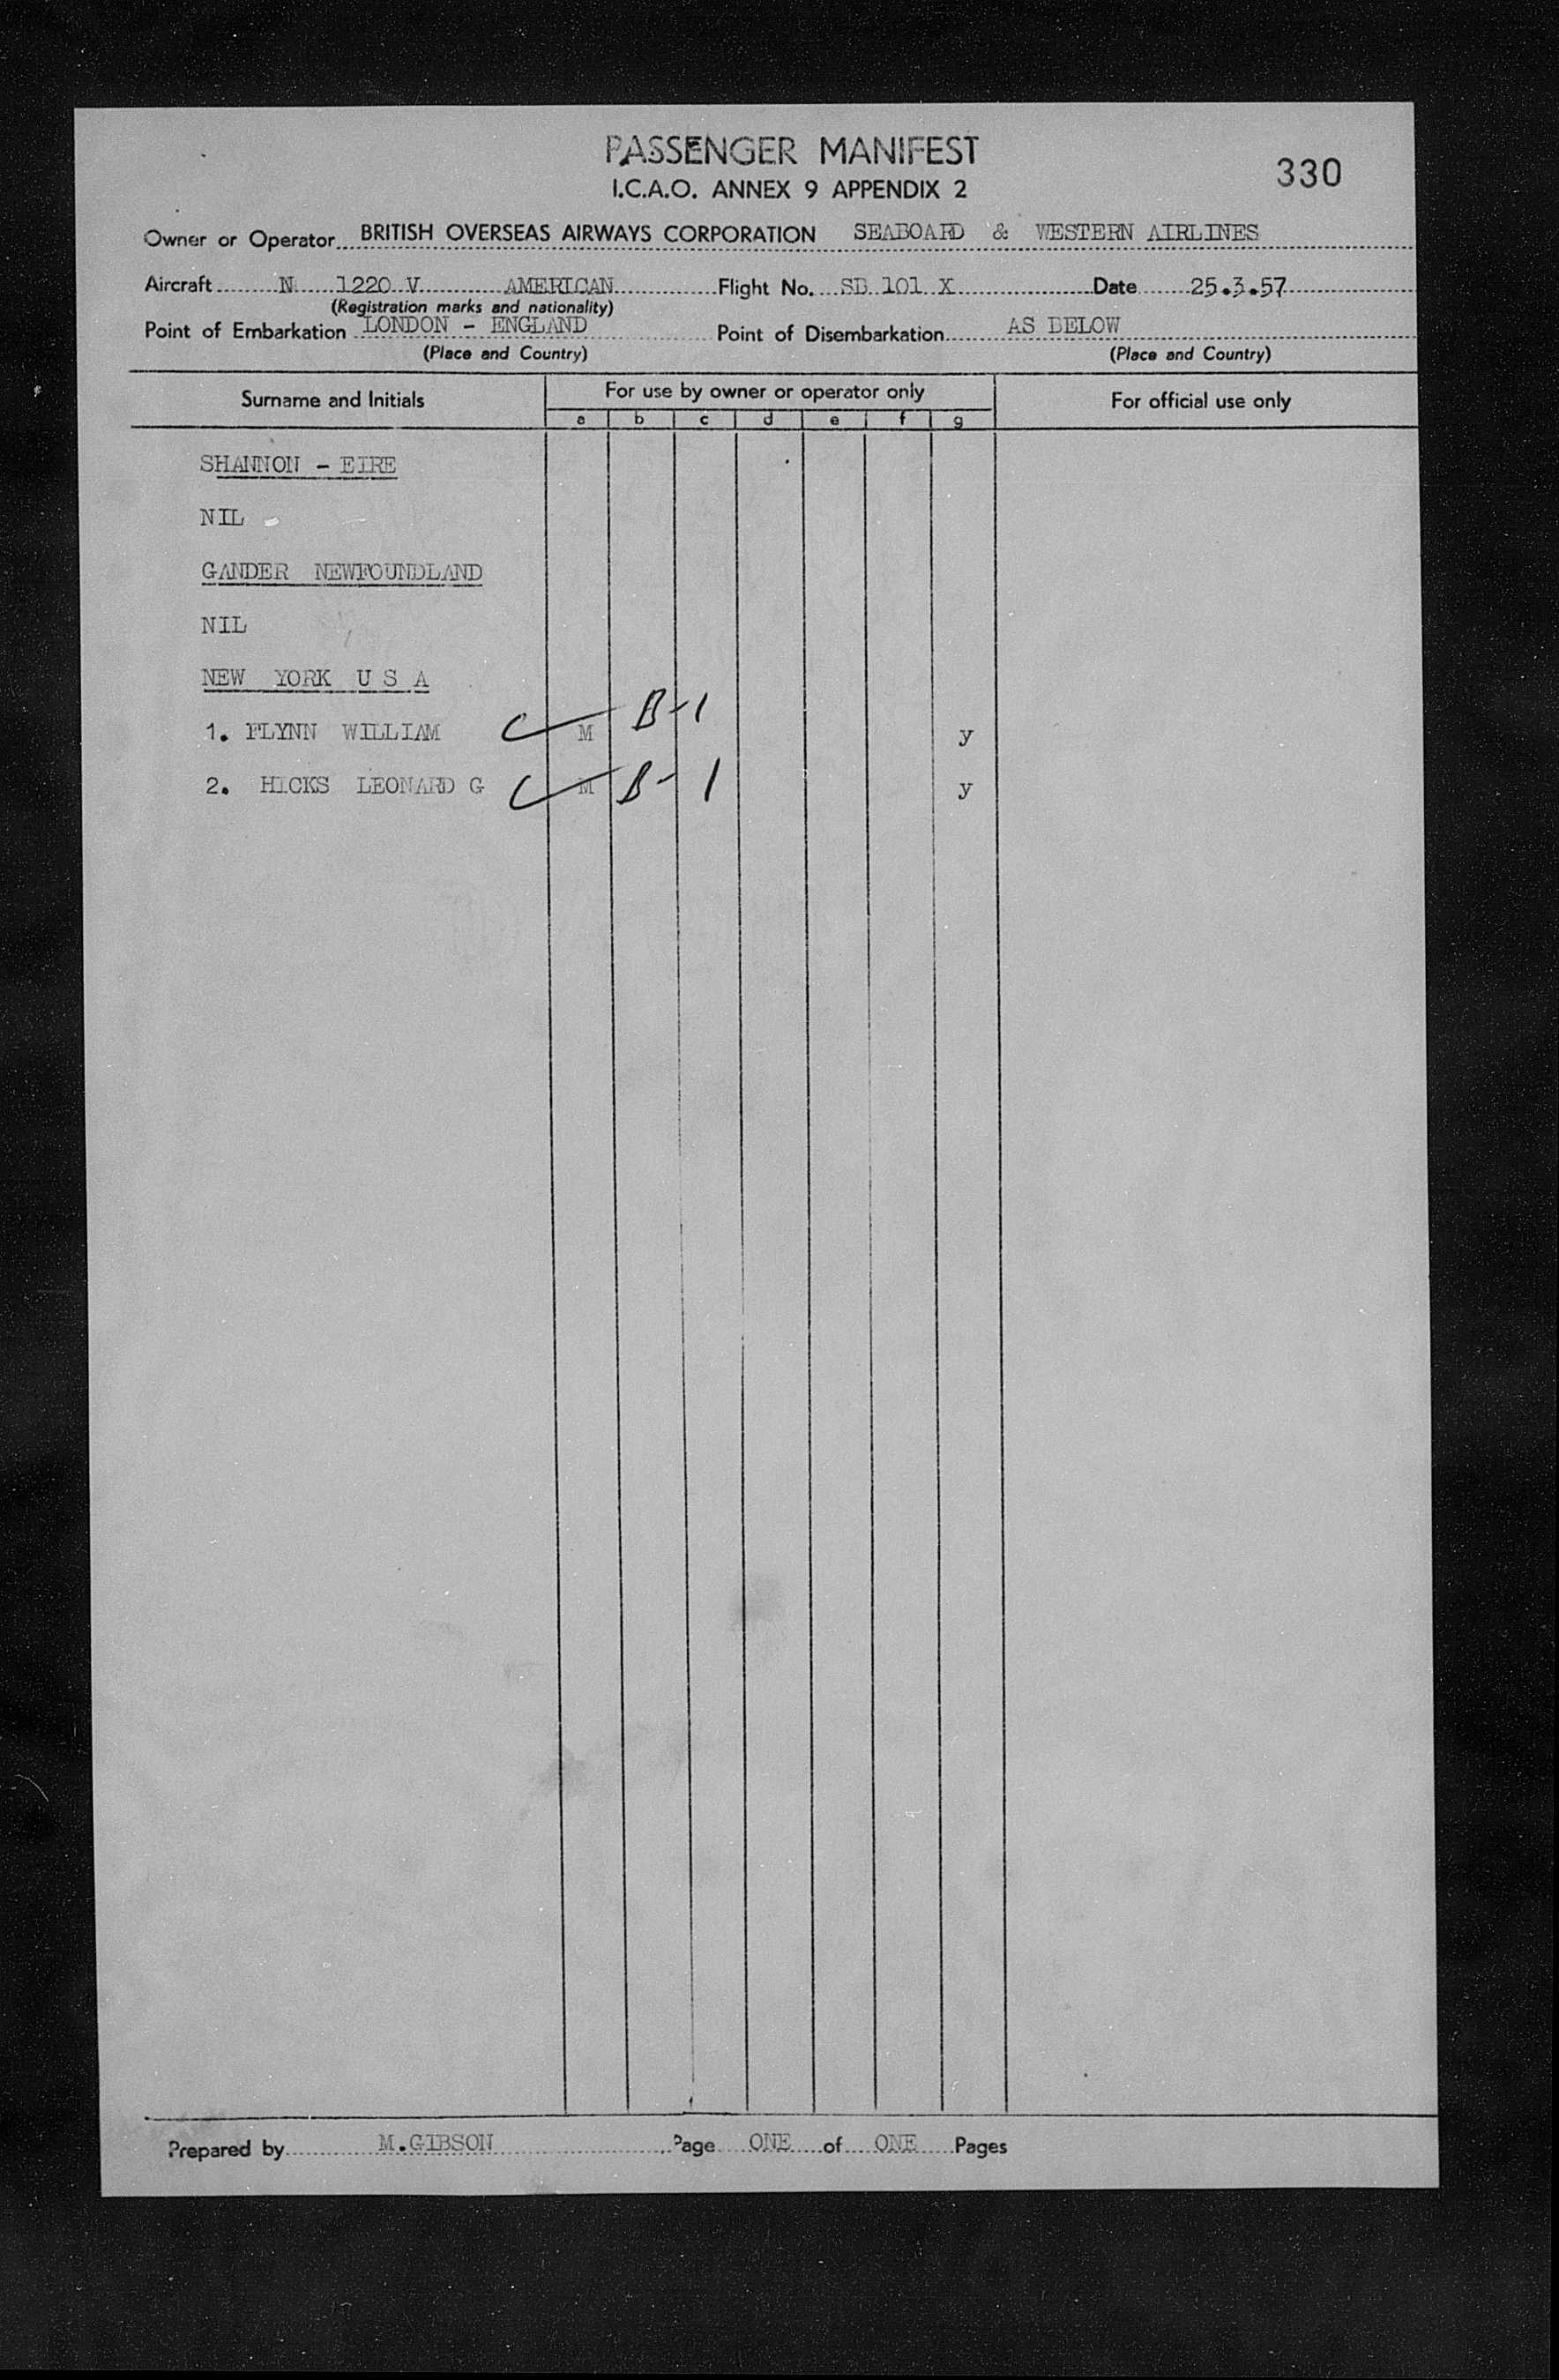 PASSENGER MANIFEST
330
I.C.A.O. ANNEX 9 APPENDIX 2
Owner or Operator BRITISH OVERSEAS AIRWAYS CORPORATION SEABOARD & WESTERN AIRLINES
Aircraft N 1220 V AMERICAN Flight No. SB 101 X Date 25.3.57
(Registration marks and nationality)
Point of Embarkation LONDON - ENGLAND Point of Disembarkation AS BELOW
(Place and Country) (Place and Country)
Surname and Initials For use by owner or operator only For official use only
a b c d e f g
SHANNON - EIRE
NIL
GANDER NEWFOUNDLAND
NIL
NEW YORK U S A
1. FLYNN WILLIAM M B-1 y
2. HICKS LEONARD G M B-1 y
Prepared by M.GIBSON Page ONE of ONE Pages